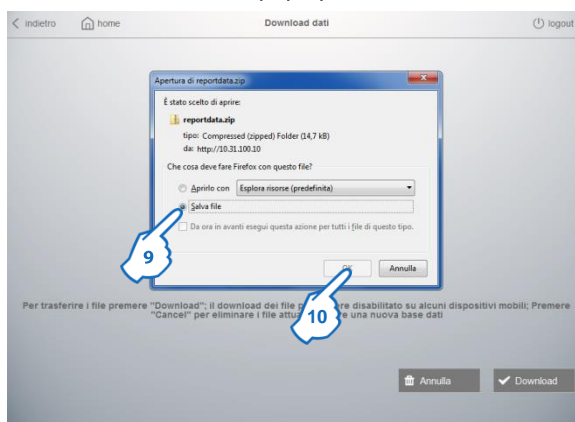 indietro home Download dati logout
Apertura di reportdata.zip
È stato scelto di aprire:
reportdata.zip
tipo: Compressed (zipped) Folder (14,7 kB)
da: http://10.31.100.10
Che cosa deve fare Firefox con questo file?
Aprirlo con Esplora risorse (predefinita)
Salva file
Da ora in avanti esegui questa azione per tutti i file di questo tipo.
9
OK Annulla
10
Per trasferire i file premere "Download"; il download dei file disabilitato su alcuni dispositivi mobili; Premere
"Cancel" per eliminare i file una nuova base dati
Annulla Download